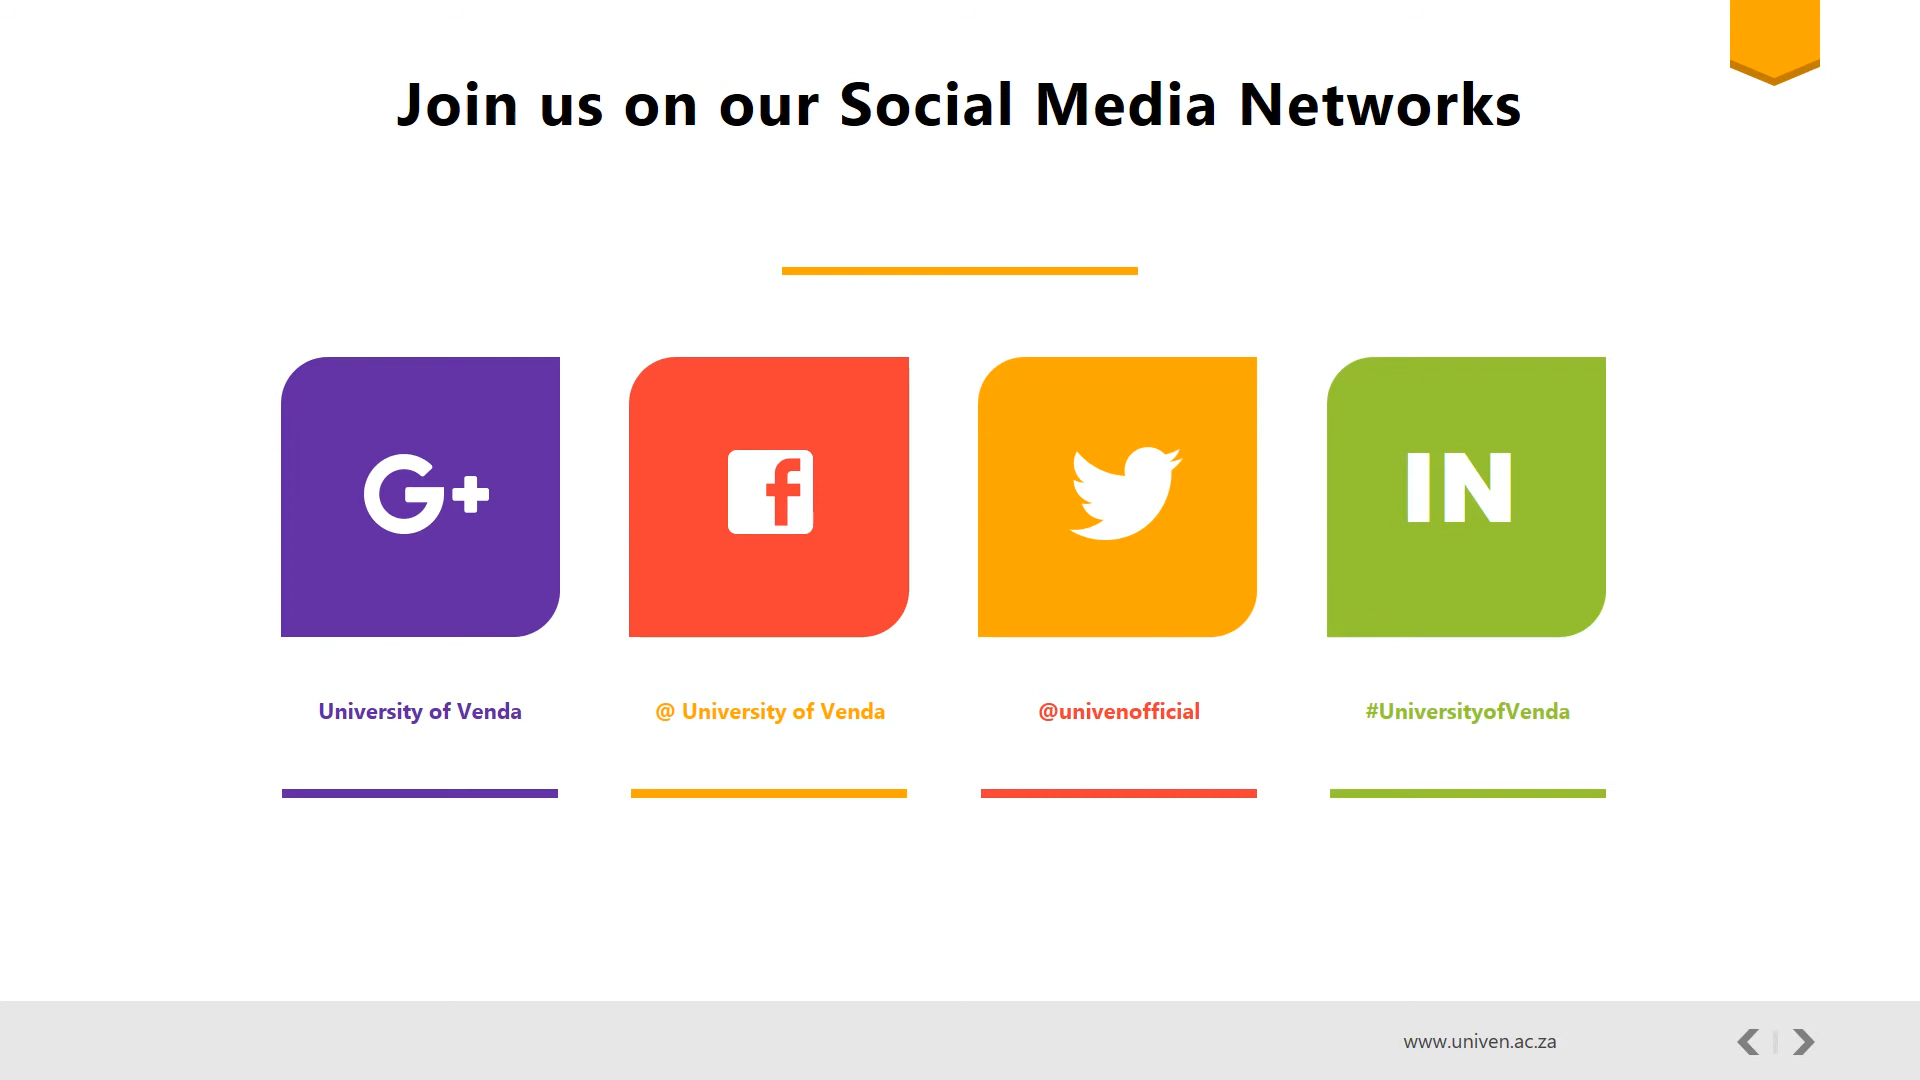 Join us on our Social Media Networks
G+
f
IN
University of Venda
@ University of Venda
@univenofficial
#UniversityofVenda
www.univen.ac.za